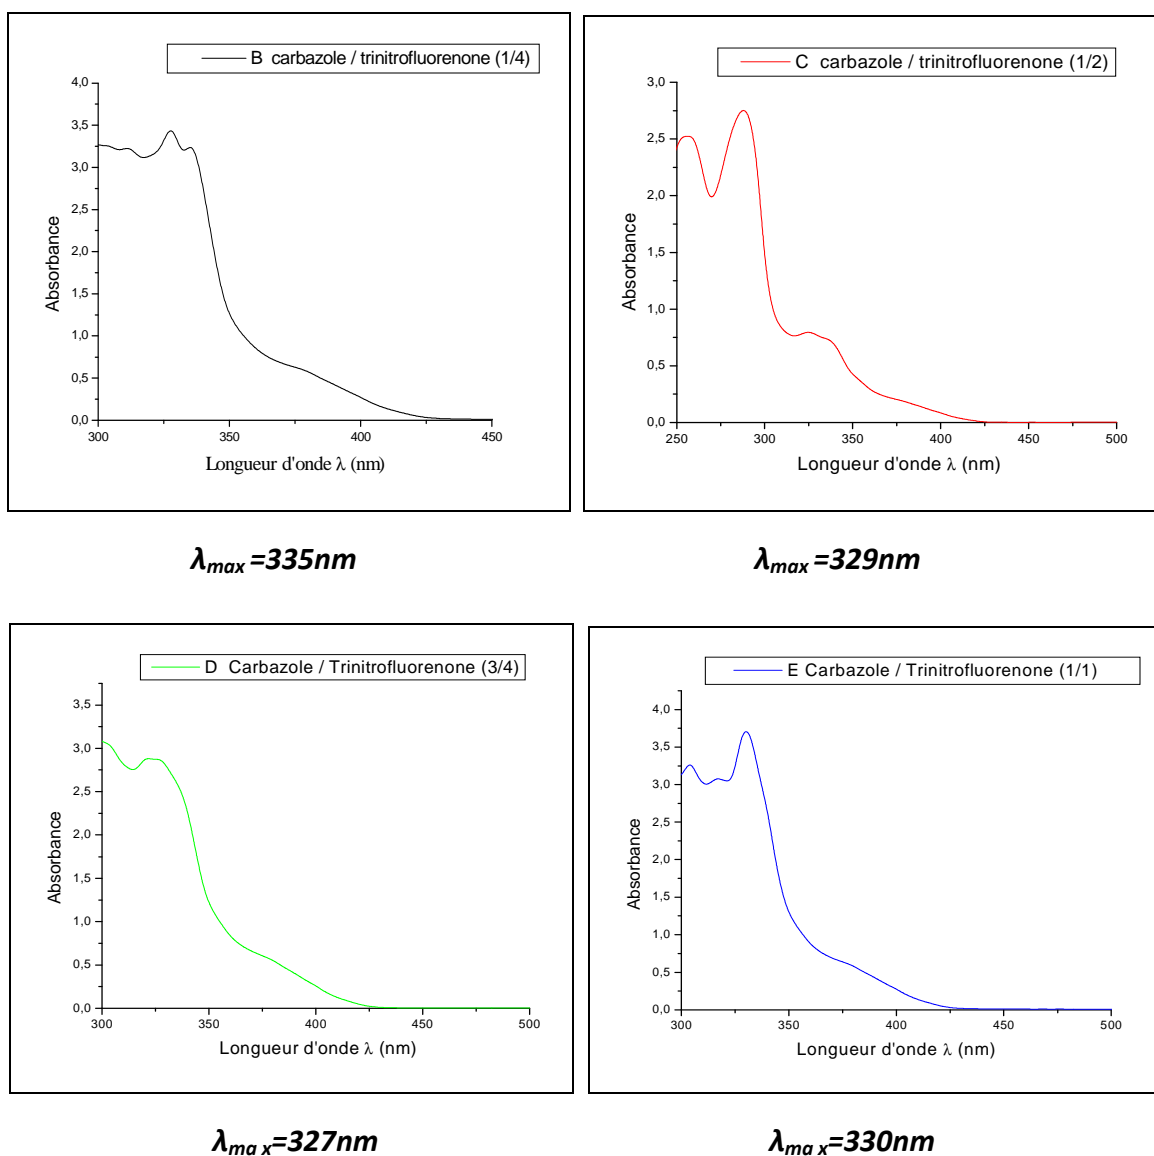 B carbazole / trinitrofluorenone (1/4)
4,0
3,5
3,0
2,5
2,0
1,5
1,0
0,5
0,0
Absorbance
300 350 400 450
Longueur d'onde λ (nm)
C carbazole / trinitrofluorenone (1/2)
3,0
2,5
2,0
1,5
1,0
0,5
0,0
Absorbance
250 300 350 400 450 500
Longueur d'onde λ (nm)
λmax =335nm
λmax =329nm
D Carbazole / Trinitrofluorenone (3/4)
3,5
3,0
2,5
2,0
1,5
1,0
0,5
0,0
Absorbance
300 350 400 450 500
Longueur d'onde λ (nm)
E Carbazole / Trinitrofluorenone (1/1)
4,0
3,5
3,0
2,5
2,0
1,5
1,0
0,5
0,0
Absorbance
300 350 400 450 500
Longueur d'onde λ (nm)
λma x=327nm
λma x=330nm